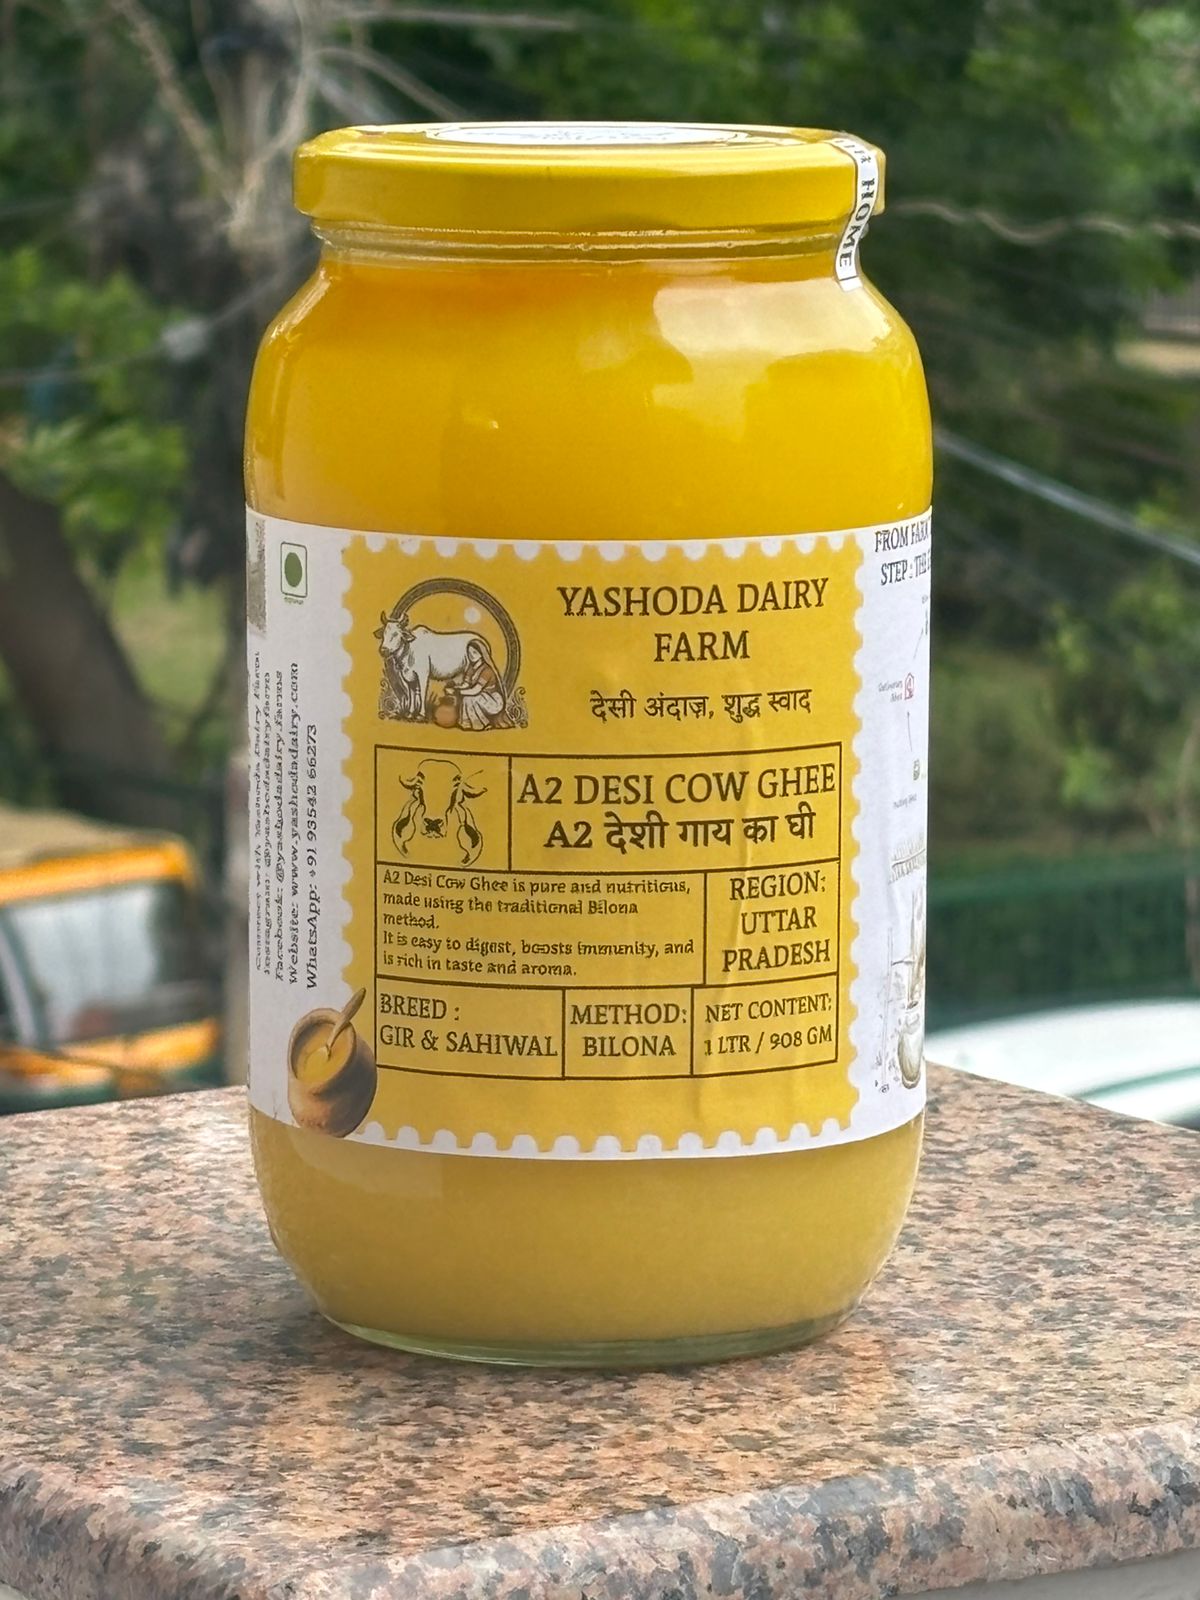 HOME
YASHODA DAIRY
FARM
देसी अंदाज़, शुद्ध स्वाद
A2 DESI COW GHEE
A2 देशी गाय का घी
A2 Desi Cow Ghee is pure and nutritious,
made using the traditional Bilona
method.
It is easy to digest, boosts immunity, and
is rich in taste and aroma.
REGION:
UTTAR
PRADESH
BREED :
GIR & SAHIWAL
METHOD:
BILONA
NET CONTENT:
1 LTR / 908 GM
Facebook: @yashodadairy.farms
Website: www.yashodadairy.com
WhatsApp: +91 93542 66273
FROM
STEP :